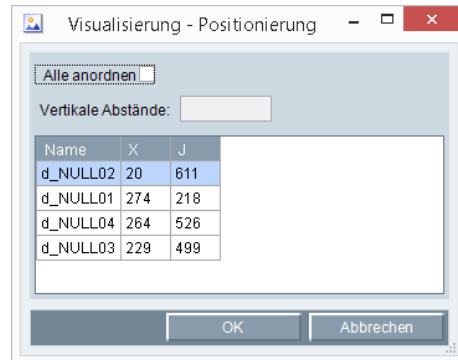 Visualisierung - Positionierung
Alle anordnen
Vertikale Abstände:
Name X J
d_NULL02 20 611
d_NULL01 274 218
d_NULL04 264 526
d_NULL03 229 499
OK Abbrechen